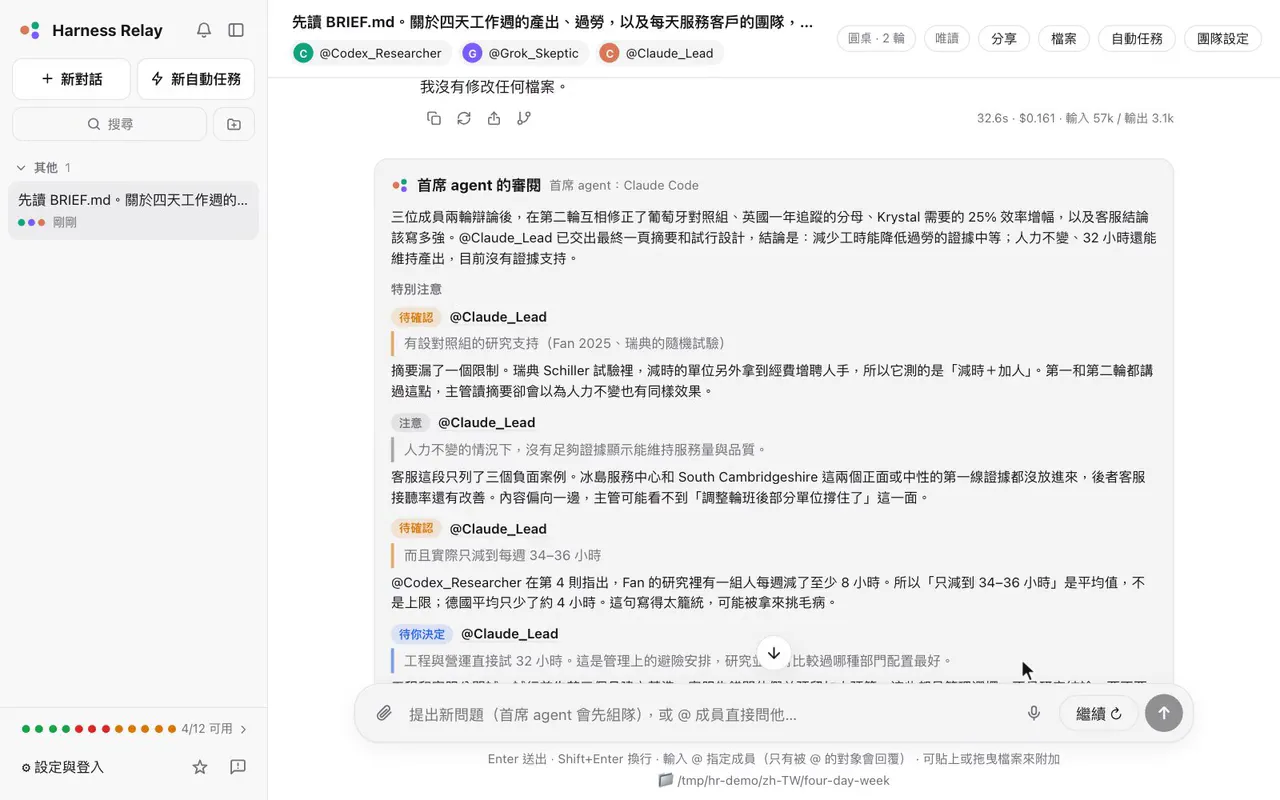 Harness Relay
+ 新對話
新自動任務
搜尋
其他 1
先讀 BRIEF.md。關於四天工作週的...
剛剛
4/12 可用
設定與登入
先讀 BRIEF.md。關於四天工作週的產出、過勞，以及每天服務客戶的團隊，...
C @Codex_Researcher G @Grok_Skeptic C @Claude_Lead
圓桌 · 2 輪
唯讀
分享
檔案
自動任務
團隊設定
我沒有修改任何檔案。
32.6s · $0.161 · 輸入 57k / 輸出 3.1k
首席 agent 的審閱 首席 agent：Claude Code
三位成員兩輪辯論後，在第二輪互相修正了葡萄牙對照組、英國一年追蹤的分母、Krystal 需要的 25% 效率增幅，以及客服結論
該寫多強。@Claude_Lead 已交出最終一頁摘要和試行設計，結論是：減少工時能降低過勞的證據中等；人力不變、32 小時還能
維持產出，目前沒有證據支持。
特別注意
待確認 @Claude_Lead
有設對照組的研究支持（Fan 2025、瑞典的隨機試驗）
摘要漏了一個限制。瑞典 Schiller 試驗裡，減時的單位另外拿到經費增聘人手，所以它測的是「減時＋加人」。第一和第二輪都講
過這點，主管讀摘要卻會以為人力不變也有同樣效果。
注意 @Claude_Lead
人力不變的情況下，沒有足夠證據顯示能維持服務量與品質。
客服這段只列了三個負面案例。冰島服務中心和 South Cambridgeshire 這兩個正面或中性的第一線證據都沒放進來，後者客服
接聽率還有改善。內容偏向一邊，主管可能看不到「調整輪班後部分單位撐住了」這一面。
待確認 @Claude_Lead
而且實際只減到每週 34–36 小時
@Codex_Researcher 在第 4 則指出，Fan 的研究裡有一組人每週減了至少 8 小時。所以「只減到 34–36 小時」是平均值，不
是上限；德國平均只少了約 4 小時。這句寫得太籠統，可能被拿來挑毛病。
待你決定 @Claude_Lead
工程與營運直接試 32 小時。這是管理上的避險安排，研究並 比較過哪種部門配置最好。
提出新問題（首席 agent 會先組隊），或 @ 成員直接問他...
繼續
Enter 送出 · Shift+Enter 換行 · 輸入 @ 指定成員（只有被 @ 的對象會回覆） · 可貼上或拖曳檔案來附加
/tmp/hr-demo/zh-TW/four-day-week